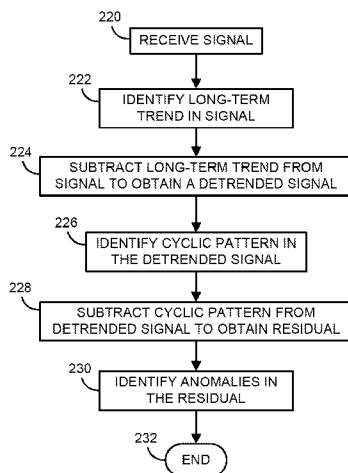 220
RECEIVE SIGNAL
222
IDENTIFY LONG-TERM
TREND IN SIGNAL
224
SUBTRACT LONG-TERM TREND FROM
SIGNAL TO OBTAIN A DETRENDED SIGNAL
226
IDENTIFY CYCLIC PATTERN IN
THE DETRENDED SIGNAL
228
SUBTRACT CYCLIC PATTERN FROM
DETRENDED SIGNAL TO OBTAIN RESIDUAL
230
IDENTIFY ANOMALIES IN
THE RESIDUAL
232
END